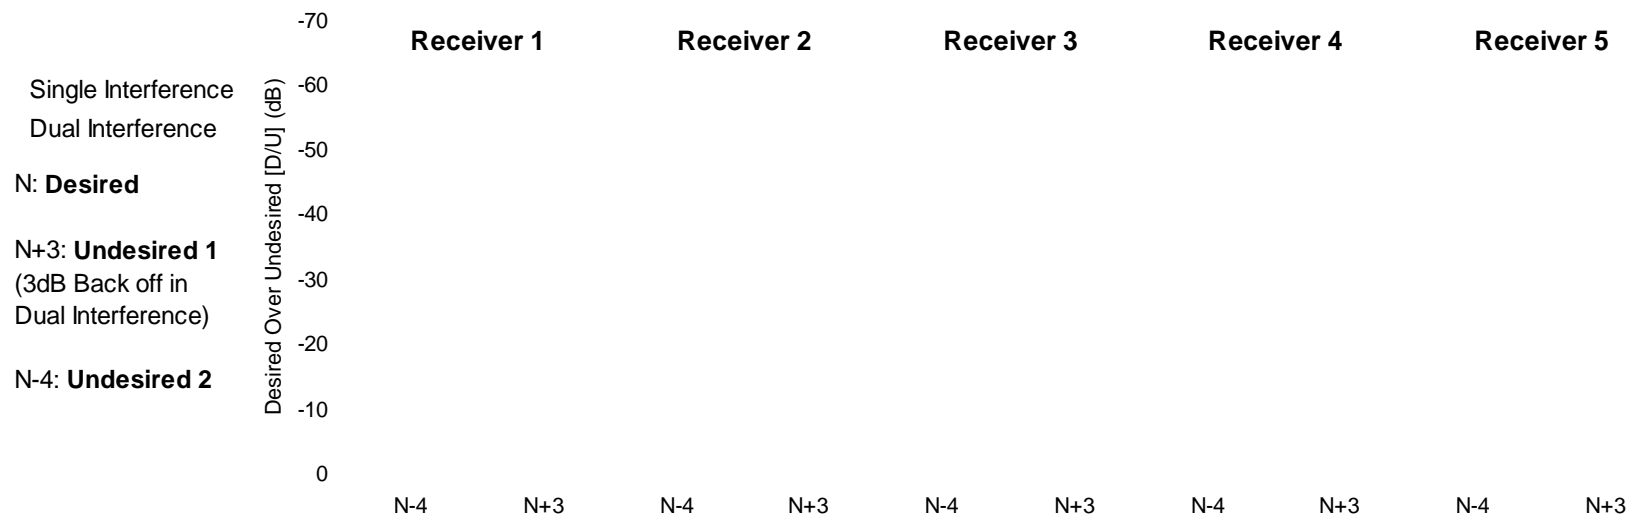 Single Interference
Dual Interference
N: Desired
N+3: Undesired 1
(3dB Back off in
Dual Interference)
N-4: Undesired 2
Desired Over Undesired [D/U] (dB)
-70
-60
-50
-40
-30
-20
-10
0
Receiver 1 Receiver 2 Receiver 3 Receiver 4 Receiver 5
N-4 N+3 N-4 N+3 N-4 N+3 N-4 N+3 N-4 N+3